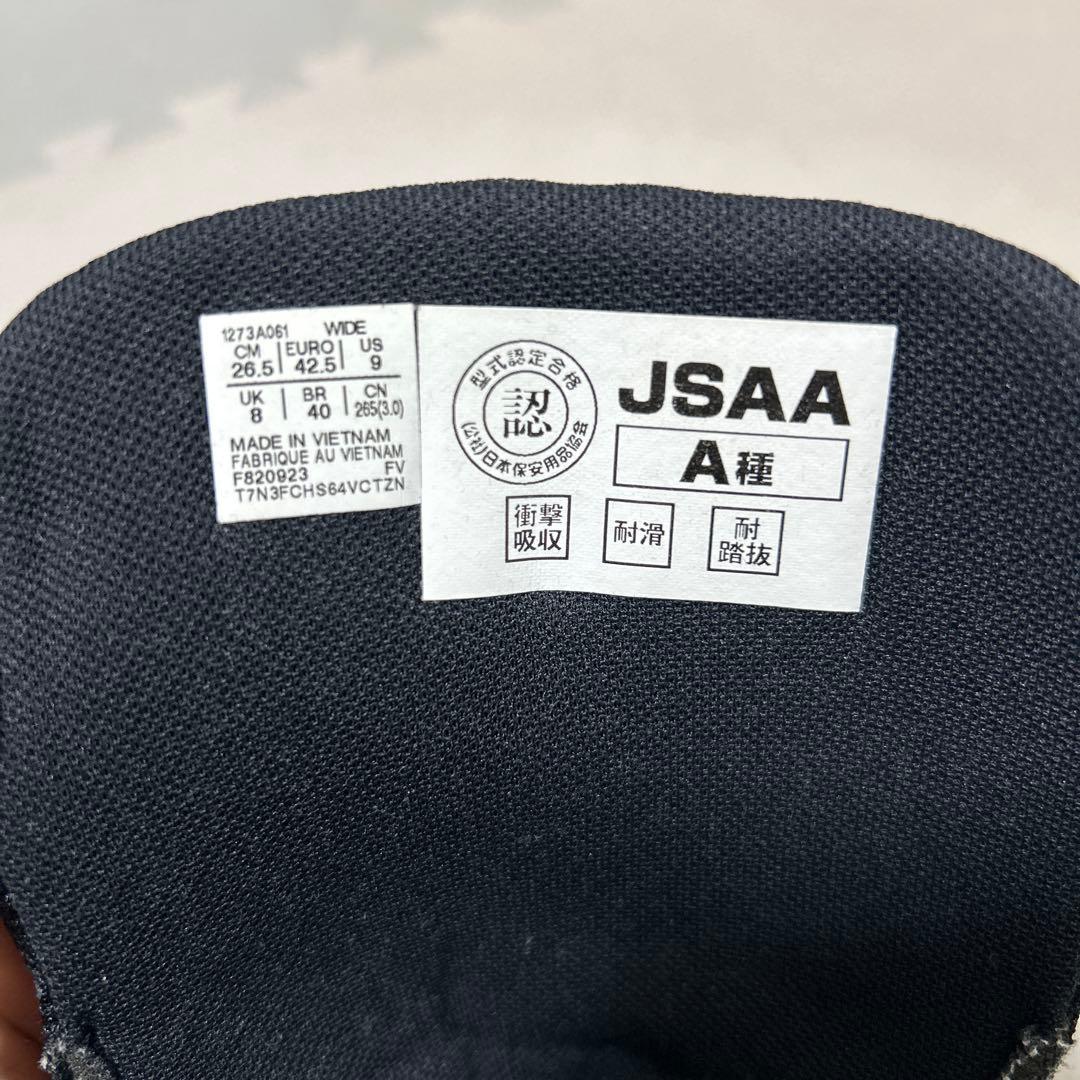 1273A061 WIDE
CM 26.5 | EURO 42.5 | US 9
UK 8 | BR 40 | CN 265(3.0)
MADE IN VIETNAM
FABRIQUE AU VIETNAM
F820923 FV
T7N3FCHS64VCTZN
型式認定合格
認
(公社)日本保安用品協会
JSAA
A種
衝撃吸収
耐滑
耐踏抜